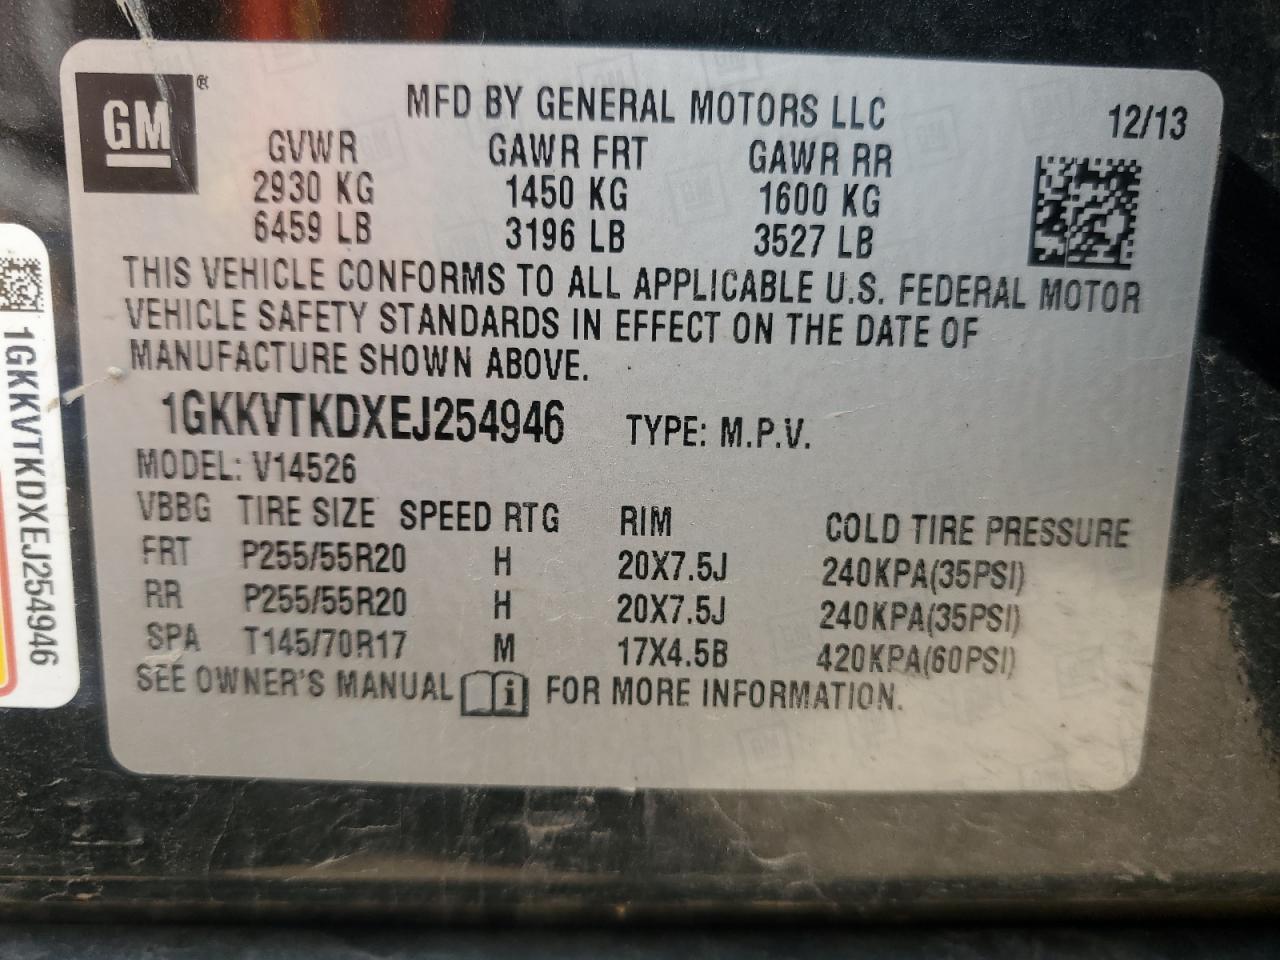 GM ®
MFD BY GENERAL MOTORS LLC 12/13
GVWR GAWR FRT GAWR RR
2930 KG 1450 KG 1600 KG
6459 LB 3196 LB 3527 LB
THIS VEHICLE CONFORMS TO ALL APPLICABLE U.S. FEDERAL MOTOR
VEHICLE SAFETY STANDARDS IN EFFECT ON THE DATE OF
MANUFACTURE SHOWN ABOVE.
1GKKVTKDXEJ254946 TYPE: M.P.V.
MODEL: V14526
VBBG TIRE SIZE SPEED RTG RIM COLD TIRE PRESSURE
FRT P255/55R20 H 20X7.5J 240KPA(35PSI)
RR P255/55R20 H 20X7.5J 240KPA(35PSI)
SPA T145/70R17 M 17X4.5B 420KPA(60PSI)
SEE OWNER'S MANUAL i FOR MORE INFORMATION.
1GKKVTKDXEJ254946